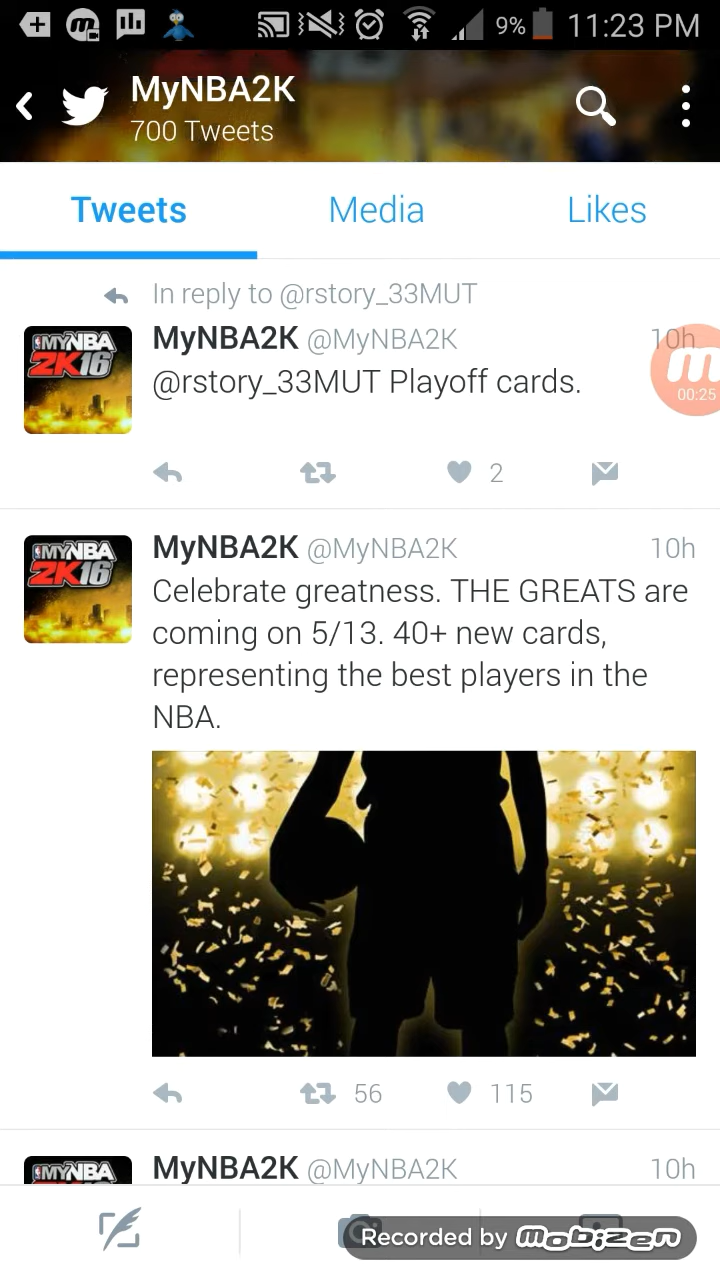 9% 11:23 PM
MyNBA2K
700 Tweets
Tweets Media Likes
In reply to @rstory_33MUT
MYNBA
2K16
MyNBA2K @MyNBA2K 10h
@rstory_33MUT Playoff cards.
m
00:25
2
MYNBA
2K16
MyNBA2K @MyNBA2K 10h
Celebrate greatness. THE GREATS are
coming on 5/13. 40+ new cards,
representing the best players in the
NBA.
56 115
MYNBA
MyNBA2K @MyNBA2K 10h
Recorded by mobizen